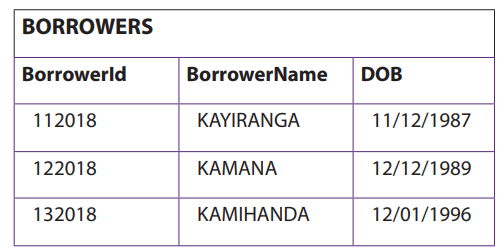 BORROWERS
BorrowerId BorrowerName DOB
112018 KAYIRANGA 11/12/1987
122018 KAMANA 12/12/1989
132018 KAMIHANDA 12/01/1996